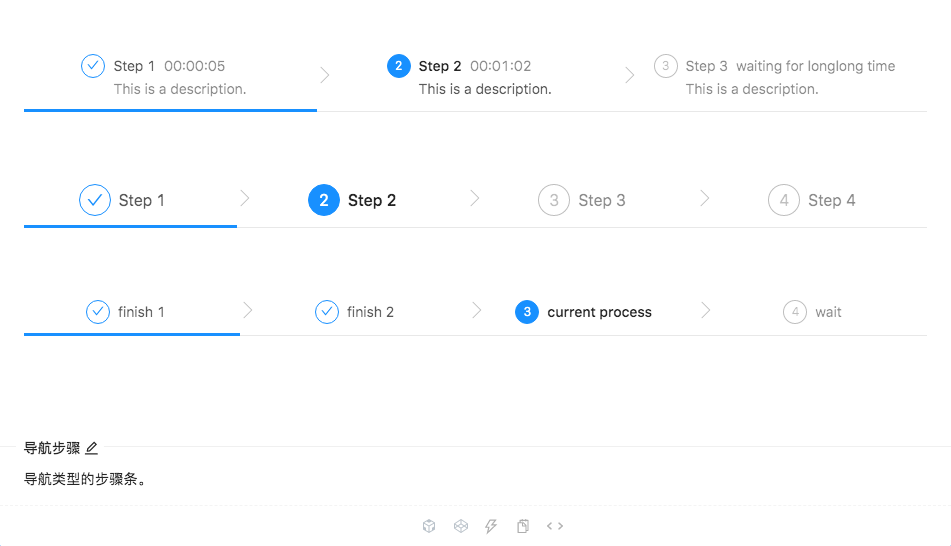 Step 1 00:00:05 2 Step 2 00:01:02 3 Step 3 waiting for longlong time
This is a description. This is a description. This is a description.
Step 1 2 Step 2 3 Step 3 4 Step 4
finish 1 finish 2 3 current process 4 wait
导航步骤
导航类型的步骤条。